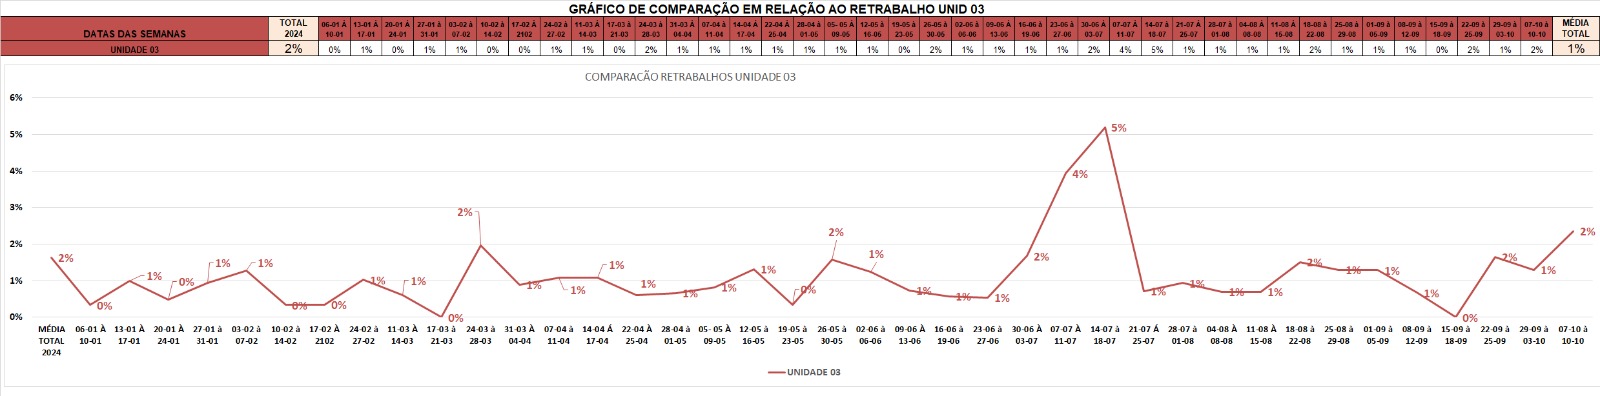 GRÁFICO DE COMPARAÇÃO EM RELAÇÃO AO RETRABALHO UNID 03
DATAS DAS SEMANAS TOTAL 2024 06-01 À 10-01 13-01 À 17-01 20-01 À 24-01 27-01 à 31-01 03-02 à 07-02 10-02 à 14-02 17-02 À 2102 24-02 à 27-02 11-03 À 14-03 17-03 à 21-03 24-03 à 28-03 31-03 À 04-04 07-04 à 11-04 14-04 Á 17-04 22-04 À 25-04 28-04 à 01-05 05- 05 À 09-05 12-05 à 16-05 19-05 à 23-05 26-05 à 30-05 02-06 à 06-06 09-06 À 13-06 16-06 à 19-06 23-06 à 27-06 30-06 À 03-07 07-07 À 11-07 14-07 à 18-07 21-07 Á 25-07 28-07 à 01-08 04-08 À 08-08 11-08 À 15-08 18-08 à 22-08 25-08 à 29-08 01-09 à 05-09 08-09 À 12-09 15-09 À 18-09 22-09 à 25-09 29-09 à 03-10 07-10 à 10-10 MÉDIA TOTAL
UNIDADE 03 2% 0% 1% 0% 1% 1% 0% 0% 1% 1% 0% 2% 1% 1% 1% 1% 1% 1% 1% 0% 2% 1% 1% 1% 1% 2% 4% 5% 1% 1% 1% 1% 2% 1% 1% 1% 0% 2% 1% 2% 1%
COMPARAÇÃO RETRABALHOS UNIDADE 03
6%
5% 5%
4% 4%
3%
2% 2% 2% 2% 2% 2% 2% 2%
1% 1% 1% 1% 1% 1% 1% 1% 1% 1% 1% 1% 1% 1% 1% 1% 1% 1% 1% 1% 1% 1% 1% 1% 1% 1%
0% 0% 0% 0% 0% 0% 0% 0%
MÉDIA 06-01 À 13-01 À 20-01 À 27-01 à 03-02 à 10-02 à 17-02 À 24-02 à 11-03 À 17-03 à 24-03 à 31-03 À 07-04 à 14-04 Á 22-04 À 28-04 à 05- 05 À 12-05 à 19-05 à 26-05 à 02-06 à 09-06 À 16-06 à 23-06 à 30-06 À 07-07 À 14-07 à 21-07 Á 28-07 à 04-08 À 11-08 À 18-08 à 25-08 à 01-09 à 08-09 À 15-09 À 22-09 à 29-09 à 07-10 à
TOTAL 10-01 17-01 24-01 31-01 07-02 14-02 2102 27-02 14-03 21-03 28-03 04-04 11-04 17-04 25-04 01-05 09-05 16-05 23-05 30-05 06-06 13-06 19-06 27-06 03-07 11-07 18-07 25-07 01-08 08-08 15-08 22-08 29-08 05-09 12-09 18-09 25-09 03-10 10-10
2024
UNIDADE 03